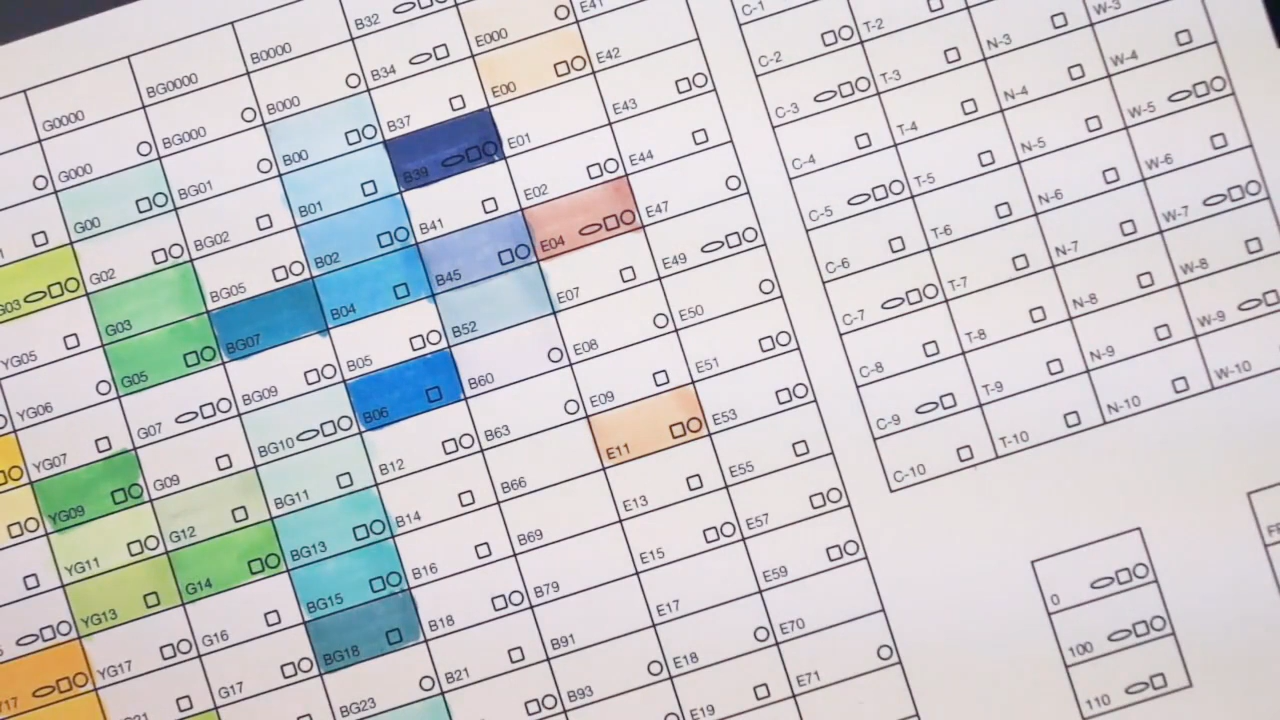 G0000
G000
G00
G02
G03
G05
G07
G09
G12
G14
G16
G17
BG0000
BG000
BG01
BG02
BG05
BG07
BG09
BG10
BG11
BG13
BG15
BG18
BG23
B0000
B000
B00
B01
B02
B04
B05
B06
B12
B14
B16
B18
B21
B32
B34
B37
B39
B41
B45
B52
B60
B63
B66
B69
B79
B91
B93
E000
E00
E01
E02
E04
E07
E08
E09
E11
E13
E15
E17
E18
E19
E41
E42
E43
E44
E47
E49
E50
E51
E53
E55
E57
E59
E70
E71
YG05
YG06
YG07
YG09
YG11
YG13
YG17
C-1
C-2
C-3
C-4
C-5
C-6
C-7
C-8
C-9
C-10
T-2
T-3
T-4
T-5
T-6
T-7
T-8
T-9
T-10
N-3
N-4
N-5
N-6
N-7
N-8
N-9
N-10
W-3
W-4
W-5
W-6
W-7
W-8
W-9
W-10
0
100
110